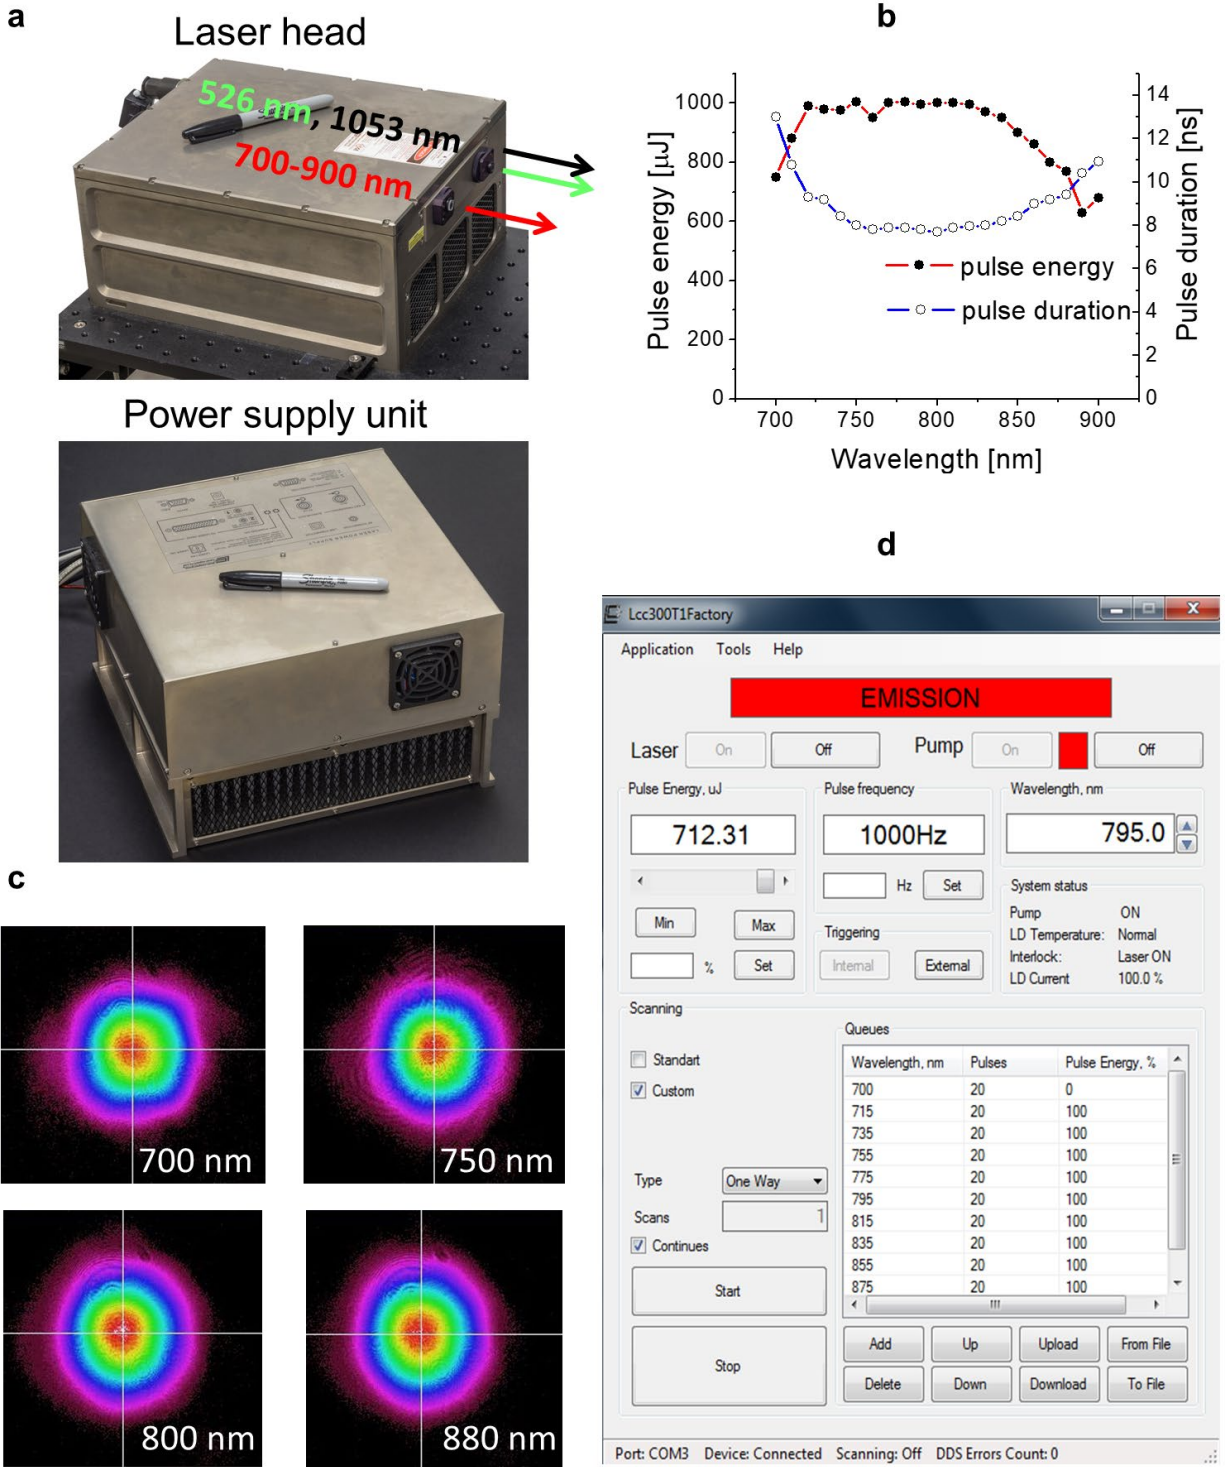 a
Laser head
526 nm, 1053 nm
700-900 nm
Power supply unit
LASER POWER SUPPLY
Sharpie
b
Pulse energy [µJ]
1000
800
600
400
200
0
700 750 800 850 900
Wavelength [nm]
14
12
10
8
6
4
2
0
Pulse duration [ns]
pulse energy
pulse duration
c
700 nm
750 nm
800 nm
880 nm
d
Lcc300T1Factory
Application Tools Help
EMISSION
Laser On Off Pump On Off
Pulse Energy, uJ Pulse frequency Wavelength, nm
712.31 1000Hz 795.0
Hz Set
Min Max
% Set
Triggering
Internal External
System status
Pump ON
LD Temperature: Normal
Interlock: Laser ON
LD Current 100.0 %
Scanning
Standart
Custom
Type One Way
Scans 1
Continues
Start
Stop
Queues
Wavelength, nm Pulses Pulse Energy, %
700 20 0
715 20 100
735 20 100
755 20 100
775 20 100
795 20 100
815 20 100
835 20 100
855 20 100
875 20 100
Add Up Upload From File
Delete Down Download To File
Port: COM3 Device: Connected Scanning: Off DDS Errors Count: 0